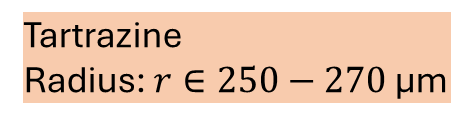 Tartrazine
Radius: r ∈ 250 − 270 μm